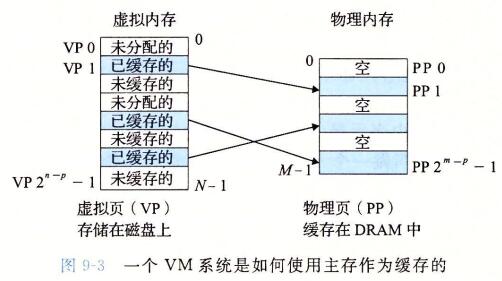 虚拟内存
物理内存
VP 0 未分配的 0
VP 1 已缓存的
未缓存的
未分配的
已缓存的
未缓存的
已缓存的
VP 2ⁿ⁻ᵖ − 1 未缓存的 N−1
0 空 PP 0
PP 1
空
空
M−1 PP 2ᵐ⁻ᵖ − 1
虚拟页（VP）
存储在磁盘上
物理页（PP）
缓存在 DRAM 中
图 9-3 一个 VM 系统是如何使用主存作为缓存的